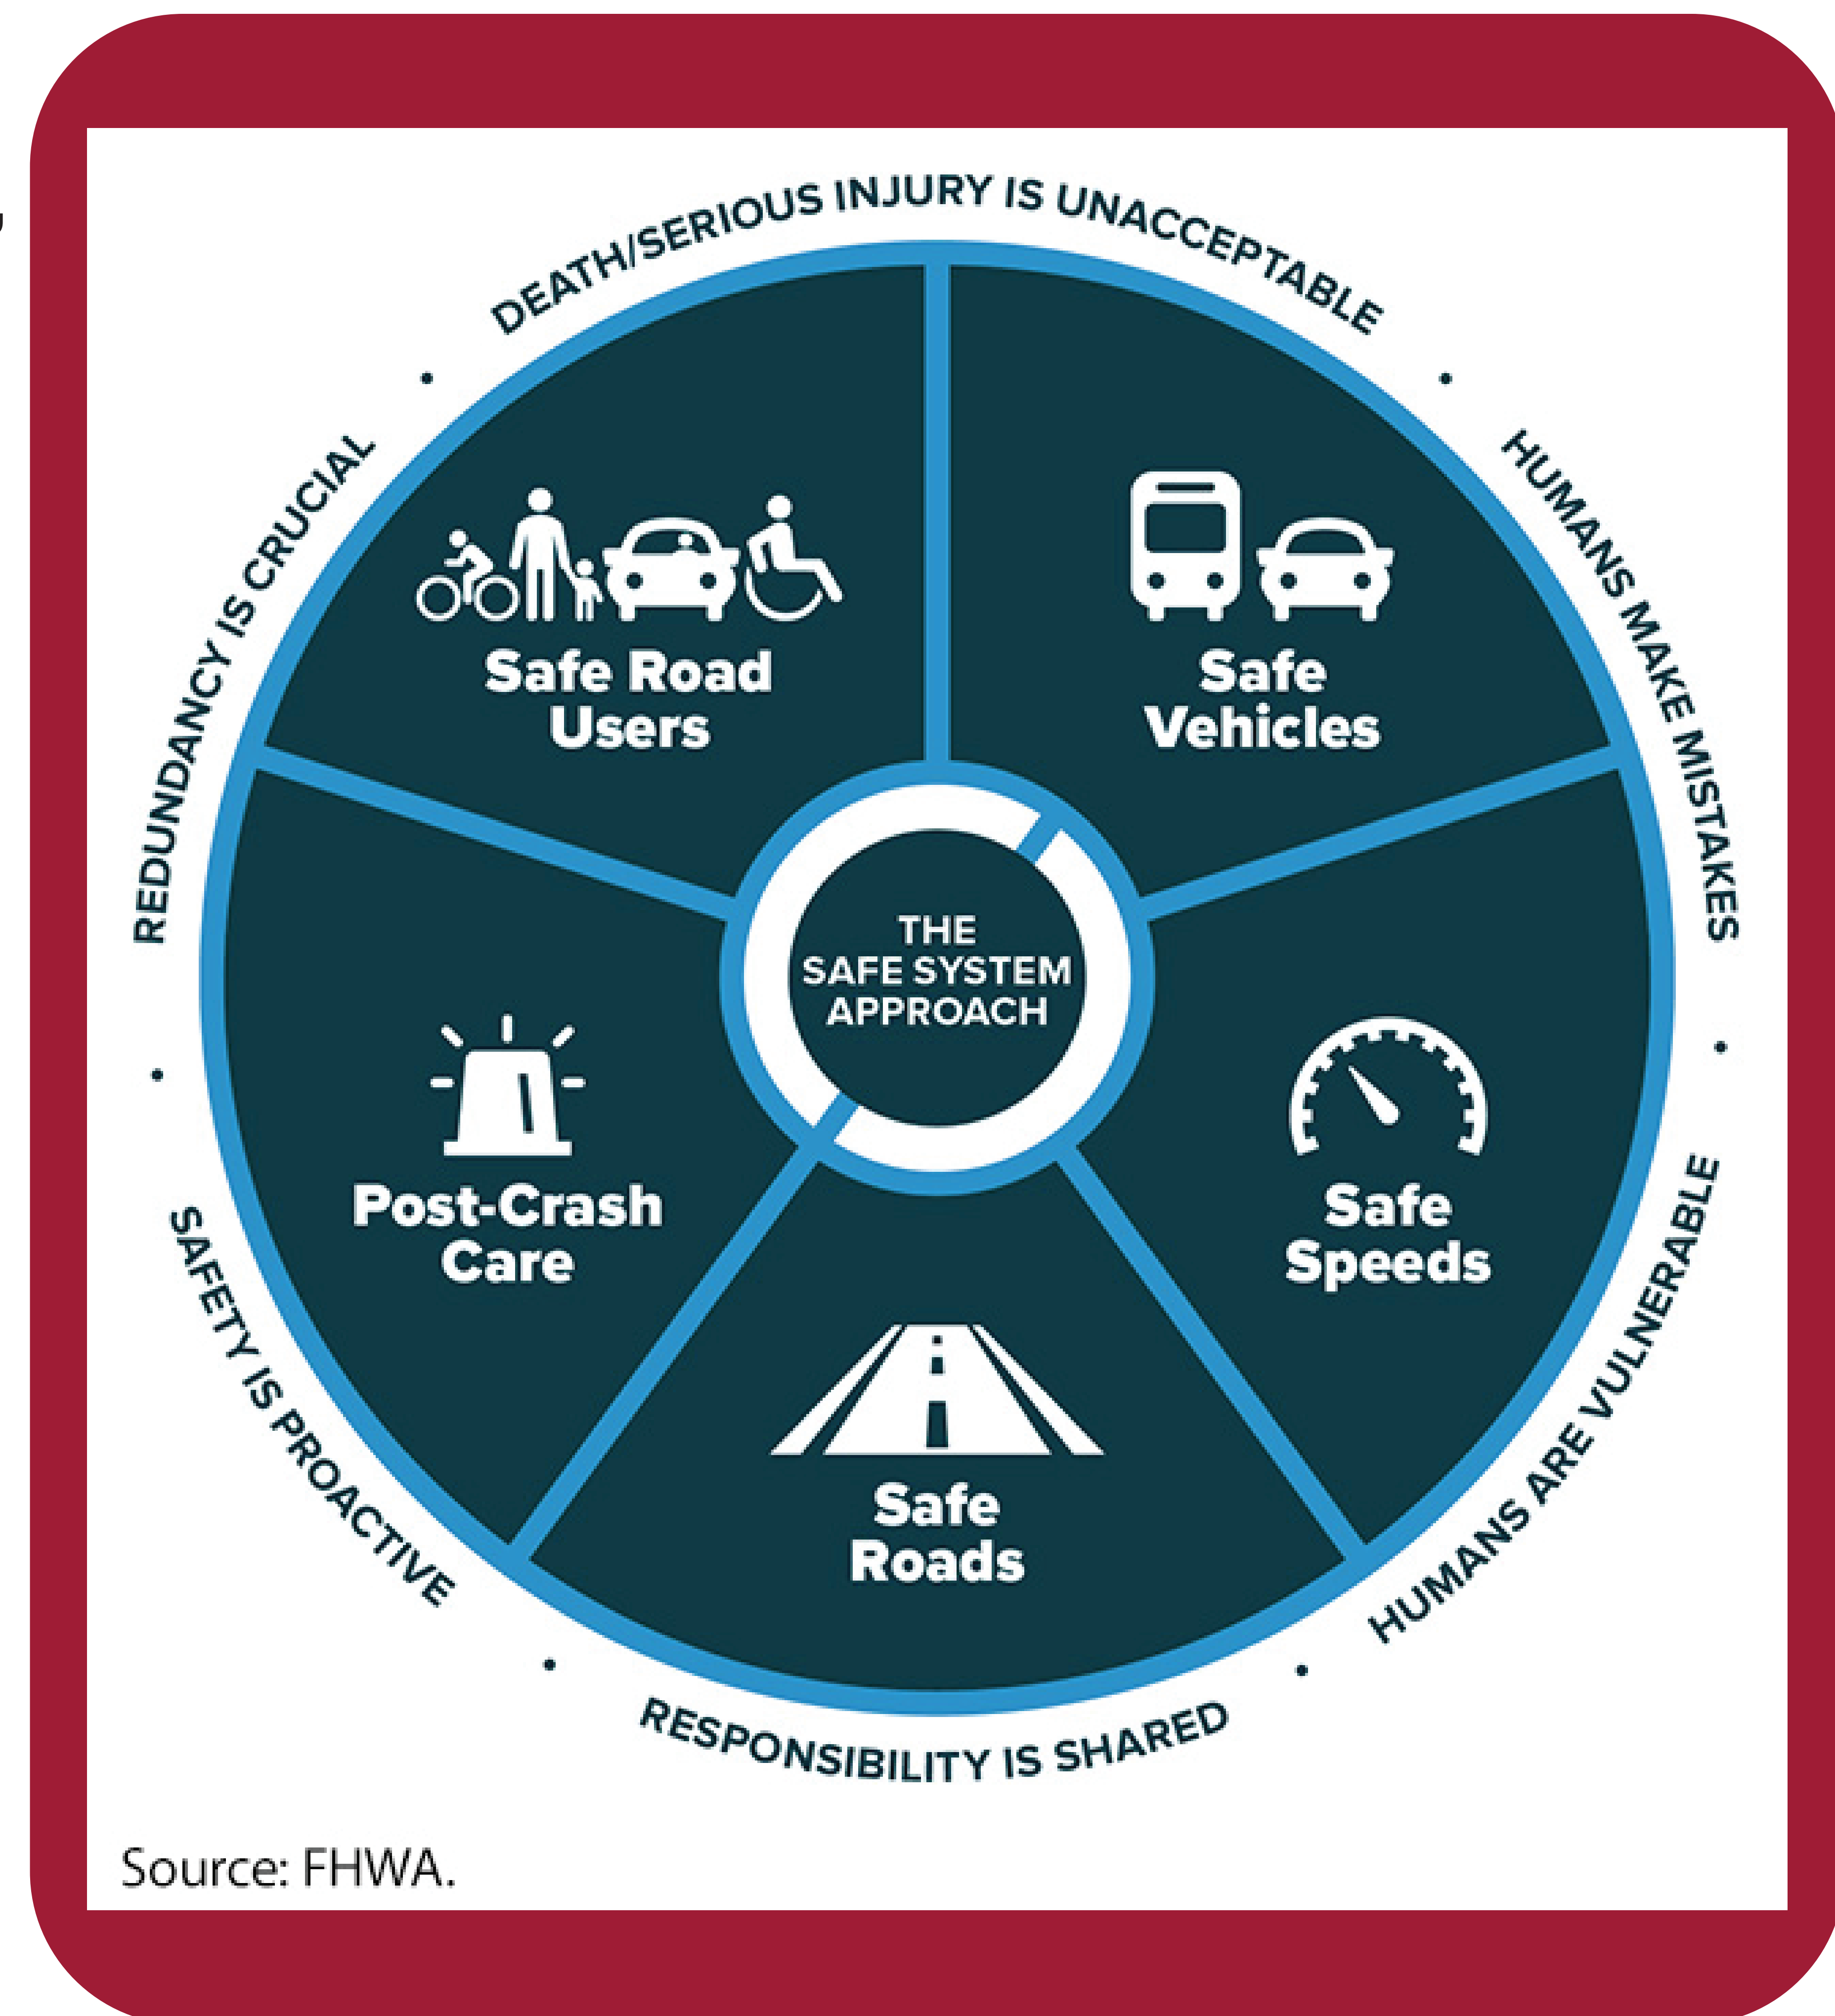 DEATH/SERIOUS INJURY IS UNACCEPTABLE
HUMANS MAKE MISTAKES
HUMANS ARE VULNERABLE
RESPONSIBILITY IS SHARED
SAFETY IS PROACTIVE
REDUNDANCY IS CRUCIAL
Safe Road
Users
Safe
Vehicles
Safe
Speeds
Safe
Roads
Post-Crash
Care
THE
SAFE SYSTEM
APPROACH
Source: FHWA.